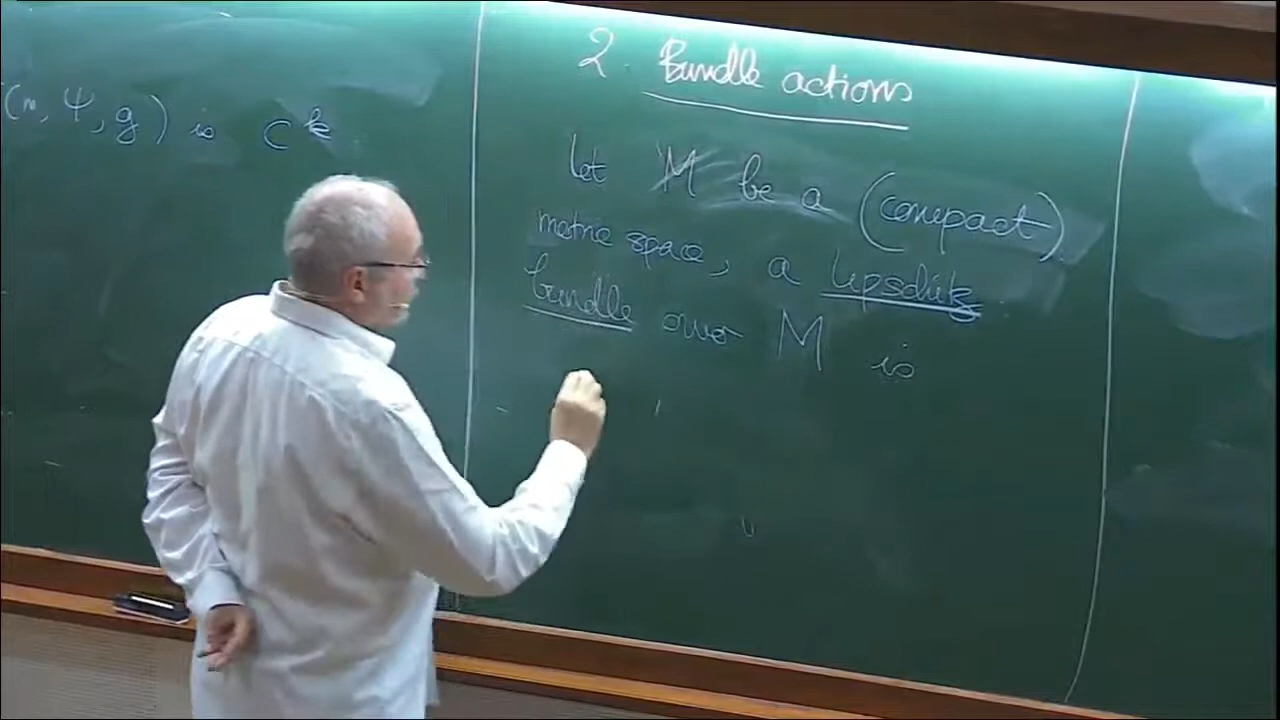 (n, Ψ, g) is C^k
2. Bundle actions
Let M be a (compact)
metric space, a Lipschitz
bundle over M is